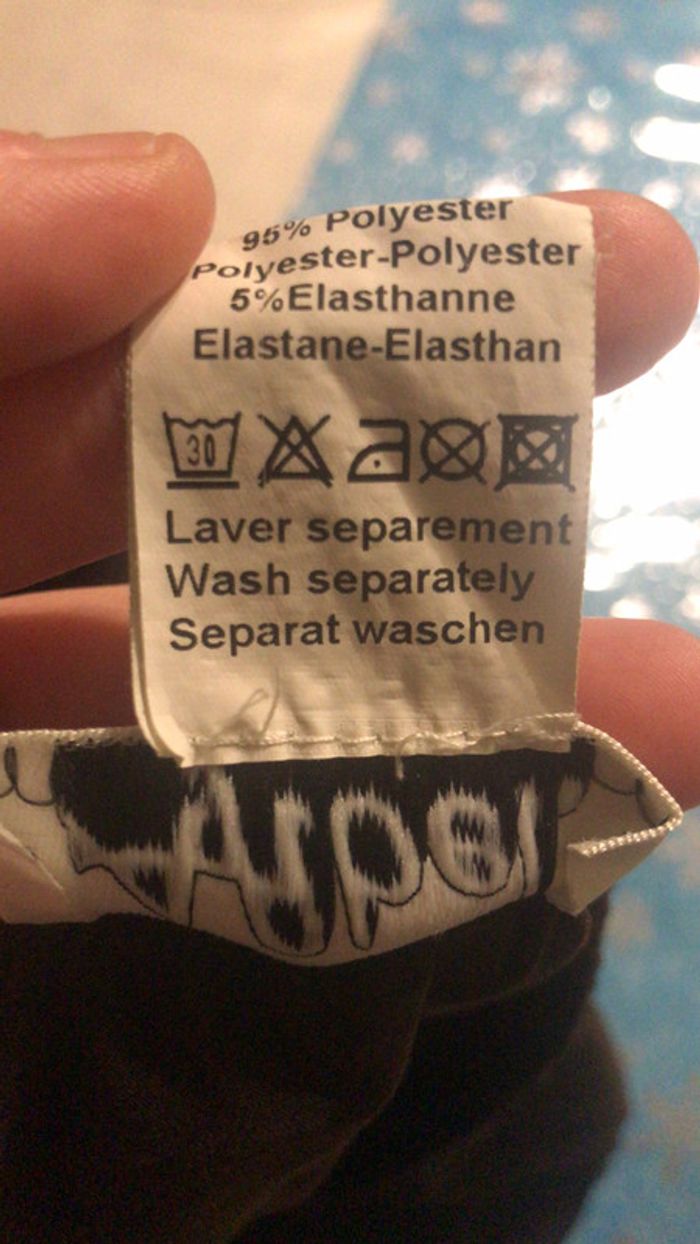 95% Polyester
Polyester-Polyester
5%Elasthanne
Elastane-Elasthan
30
Laver separement
Wash separately
Separat waschen